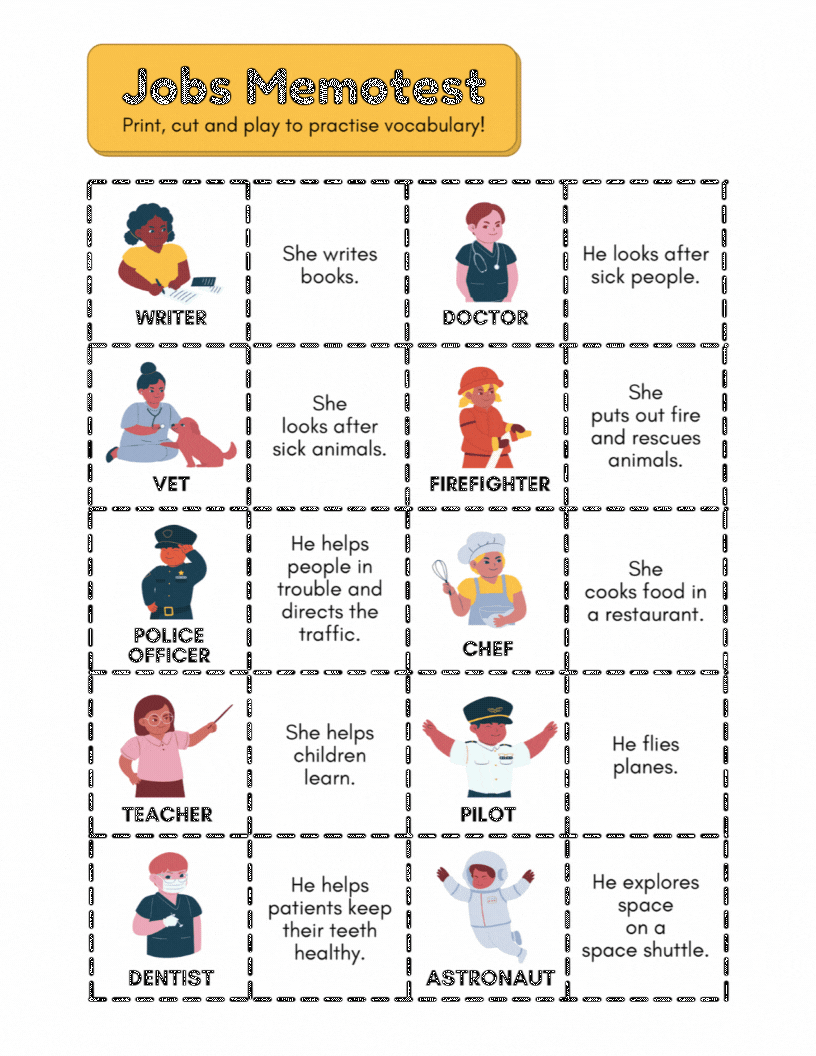 Jobs Memotest
Print, cut and play to practise vocabulary!
WRITER
She writes
books.
DOCTOR
He looks after
sick people.
VET
She
looks after
sick animals.
FIREFIGHTER
She
puts out fire
and rescues
animals.
POLICE
OFFICER
He helps
people in
trouble and
directs the
traffic.
CHEF
She
cooks food in
a restaurant.
TEACHER
She helps
children
learn.
PILOT
He flies
planes.
DENTIST
He helps
patients keep
their teeth
healthy.
ASTRONAUT
He explores
space
on a
space shuttle.